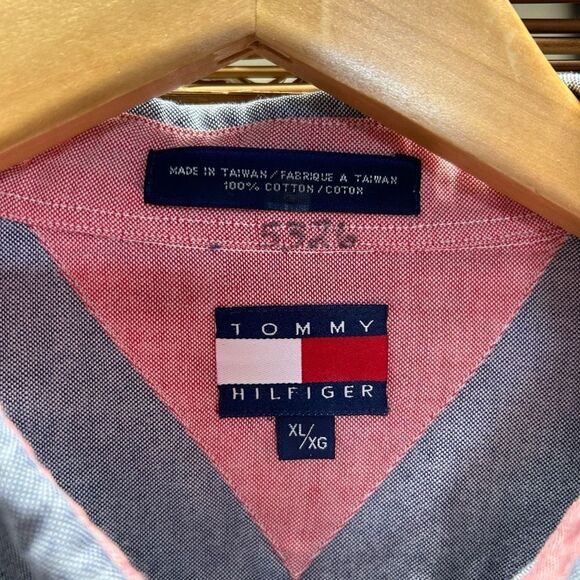 MADE IN TAIWAN / FABRIQUE A TAIWAN
100% COTTON / COTON
5326
TOMMY
HILFIGER
XL/
XG